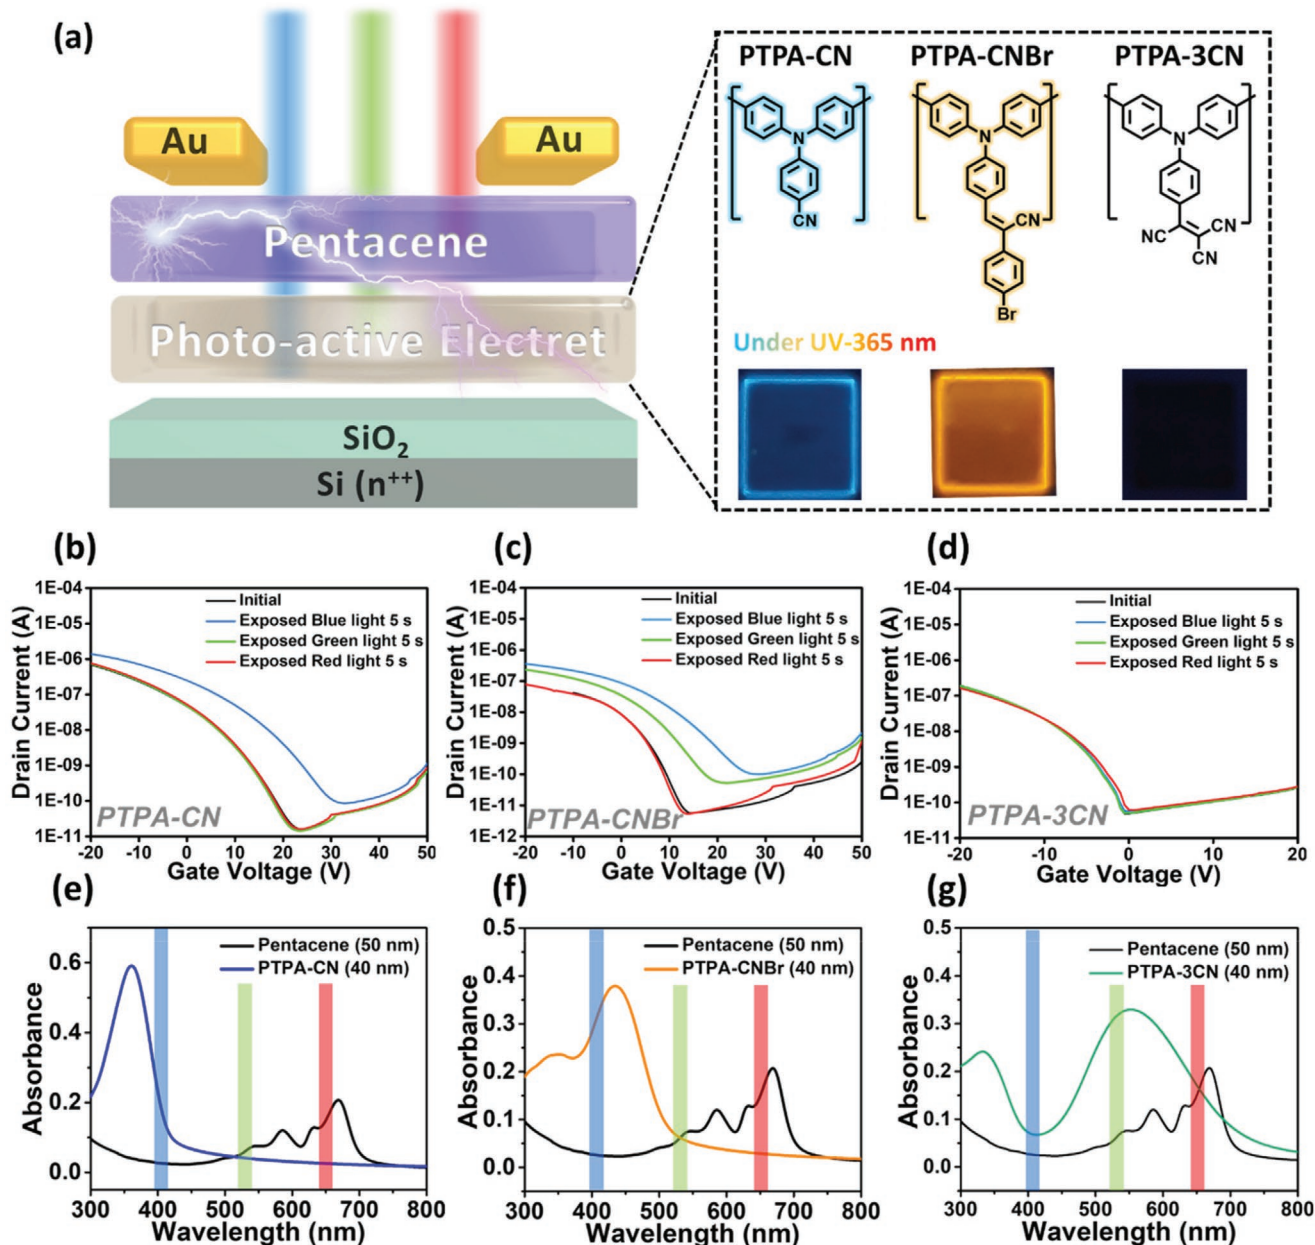 (a)
Au
Au
Pentacene
Photo-active Electret
SiO₂
Si (n⁺⁺)
PTPA-CN
PTPA-CNBr
PTPA-3CN
N
N
N
CN
CN
Br
NC
CN
CN
Under UV-365 nm
(b)
1E-04
1E-05
1E-06
1E-07
1E-08
1E-09
1E-10
1E-11
Drain Current (A)
Initial
Exposed Blue light 5 s
Exposed Green light 5 s
Exposed Red light 5 s
PTPA-CN
-20 -10 0 10 20 30 40 50
Gate Voltage (V)
(c)
1E-04
1E-05
1E-06
1E-07
1E-08
1E-09
1E-10
1E-11
1E-12
Drain Current (A)
Initial
Exposed Blue light 5 s
Exposed Green light 5 s
Exposed Red light 5 s
PTPA-CNBr
-20 -10 0 10 20 30 40 50
Gate Voltage (V)
(d)
1E-04
1E-05
1E-06
1E-07
1E-08
1E-09
1E-10
1E-11
Drain Current (A)
Initial
Exposed Blue light 5 s
Exposed Green light 5 s
Exposed Red light 5 s
PTPA-3CN
-20 -10 0 10 20
Gate Voltage (V)
(e)
0.6
0.4
0.2
0.0
Absorbance
Pentacene (50 nm)
PTPA-CN (40 nm)
300 400 500 600 700 800
Wavelength (nm)
(f)
0.5
0.4
0.3
0.2
0.1
0.0
Absorbance
Pentacene (50 nm)
PTPA-CNBr (40 nm)
300 400 500 600 700 800
Wavelength (nm)
(g)
0.5
0.4
0.3
0.2
0.1
0.0
Absorbance
Pentacene (50 nm)
PTPA-3CN (40 nm)
300 400 500 600 700 800
Wavelength (nm)